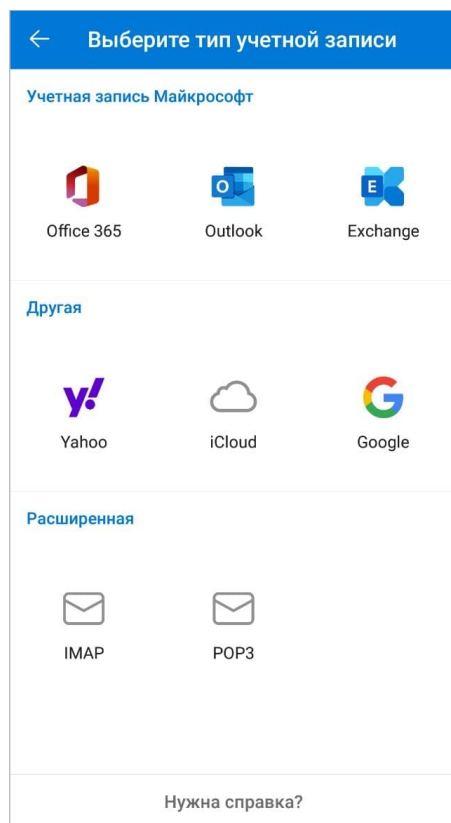 Выберите тип учетной записи
Учетная запись Майкрософт
Office 365 Outlook Exchange
Другая
Yahoo iCloud Google
Расширенная
IMAP POP3
Нужна справка?